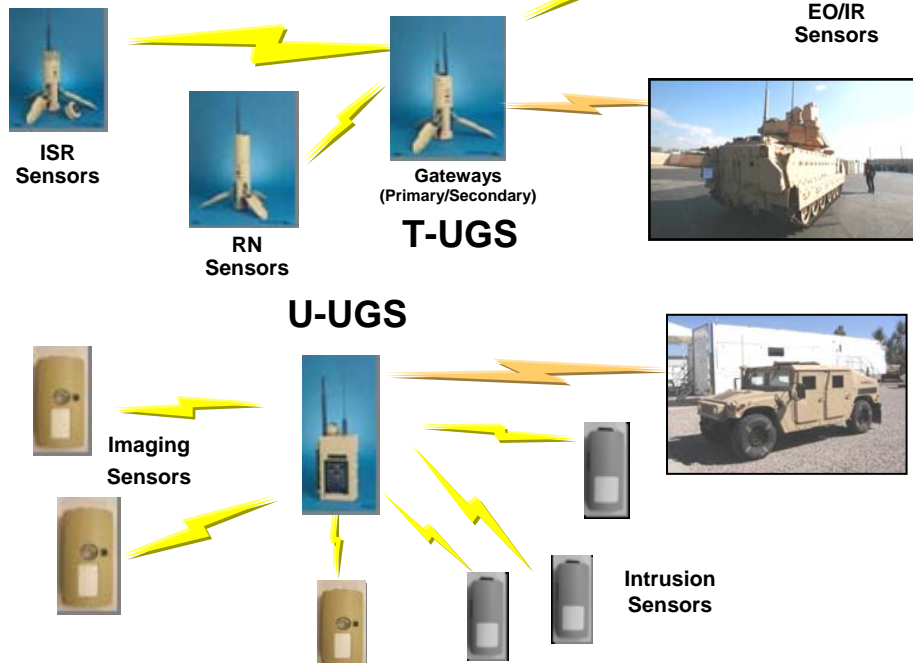 EO/IR
Sensors
ISR
Sensors
Gateways
(Primary/Secondary)
T-UGS
RN
Sensors
U-UGS
Imaging
Sensors
Intrusion
Sensors